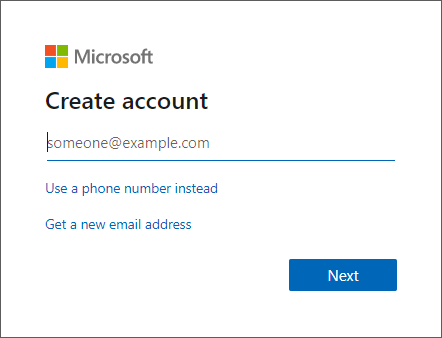 Microsoft
Create account
someone@example.com
Use a phone number instead
Get a new email address
Next